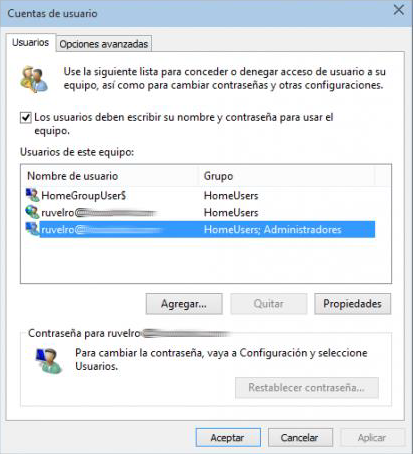 Cuentas de usuario
Usuarios
Opciones avanzadas
Use la siguiente lista para conceder o denegar acceso de usuario a su
equipo, así como para cambiar contraseñas y otras configuraciones.
Los usuarios deben escribir su nombre y contraseña para usar el
equipo.
Usuarios de este equipo:
Nombre de usuario Grupo
HomeGroupUser$ HomeUsers
ruvelro@ HomeUsers
ruvelro@ HomeUsers; Administradores
Agregar... Quitar Propiedades
Contraseña para ruvelro
Para cambiar la contraseña, vaya a Configuración y seleccione
Usuarios.
Restablecer contraseña...
Aceptar Cancelar Aplicar